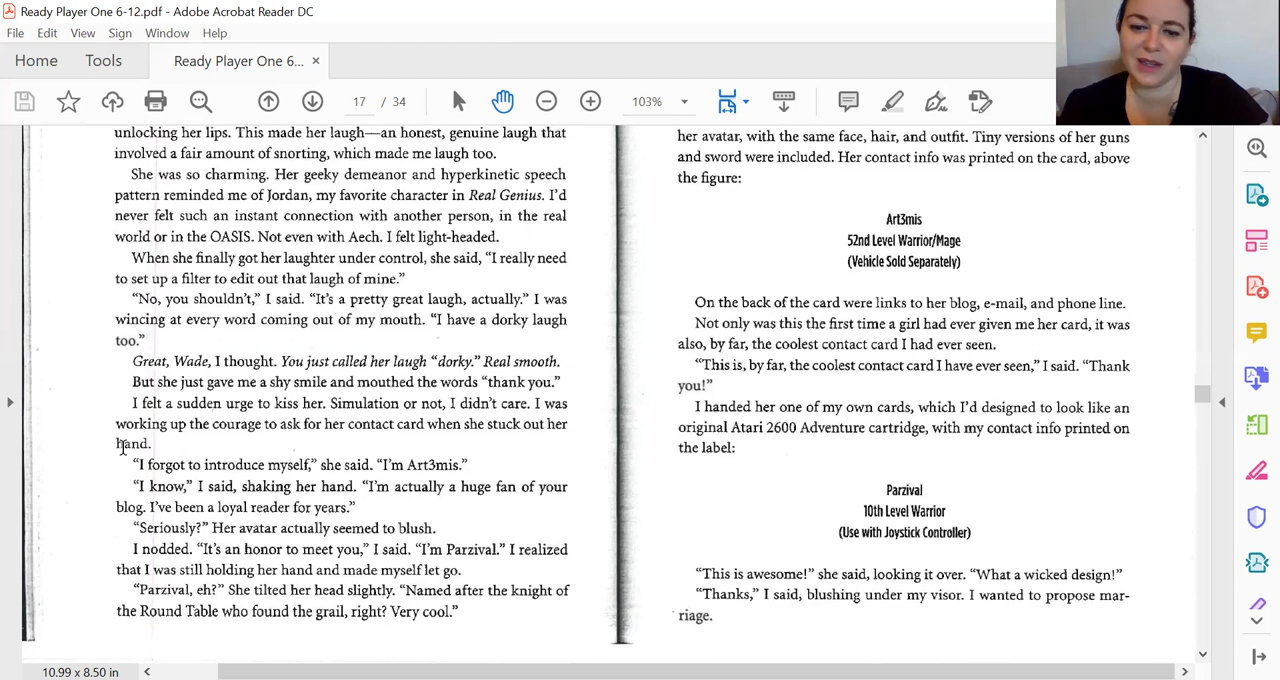 Ready Player One 6-12.pdf - Adobe Acrobat Reader DC
File Edit View Sign Window Help
Home Tools Ready Player One 6... ×
17 / 34 103%
unlocking her lips. This made her laugh—an honest, genuine laugh that
involved a fair amount of snorting, which made me laugh too.
She was so charming. Her geeky demeanor and hyperkinetic speech
pattern reminded me of Jordan, my favorite character in Real Genius. I'd
never felt such an instant connection with another person, in the real
world or in the OASIS. Not even with Aech. I felt light-headed.
When she finally got her laughter under control, she said, "I really need
to set up a filter to edit out that laugh of mine."
"No, you shouldn't," I said. "It's a pretty great laugh, actually." I was
wincing at every word coming out of my mouth. "I have a dorky laugh
too."
Great, Wade, I thought. You just called her laugh "dorky." Real smooth.
But she just gave me a shy smile and mouthed the words "thank you."
I felt a sudden urge to kiss her. Simulation or not, I didn't care. I was
working up the courage to ask for her contact card when she stuck out her
hand.
"I forgot to introduce myself," she said. "I'm Art3mis."
"I know," I said, shaking her hand. "I'm actually a huge fan of your
blog. I've been a loyal reader for years."
"Seriously?" Her avatar actually seemed to blush.
I nodded. "It's an honor to meet you," I said. "I'm Parzival." I realized
that I was still holding her hand and made myself let go.
"Parzival, eh?" She tilted her head slightly. "Named after the knight of
the Round Table who found the grail, right? Very cool."
her avatar, with the same face, hair, and outfit. Tiny versions of her guns
and sword were included. Her contact info was printed on the card, above
the figure:
Art3mis
52nd Level Warrior/Mage
(Vehicle Sold Separately)
On the back of the card were links to her blog, e-mail, and phone line.
Not only was this the first time a girl had ever given me her card, it was
also, by far, the coolest contact card I had ever seen.
"This is, by far, the coolest contact card I have ever seen," I said. "Thank
you!"
I handed her one of my own cards, which I'd designed to look like an
original Atari 2600 Adventure cartridge, with my contact info printed on
the label:
Parzival
10th Level Warrior
(Use with Joystick Controller)
"This is awesome!" she said, looking it over. "What a wicked design!"
"Thanks," I said, blushing under my visor. I wanted to propose mar-
riage.
10.99 x 8.50 in